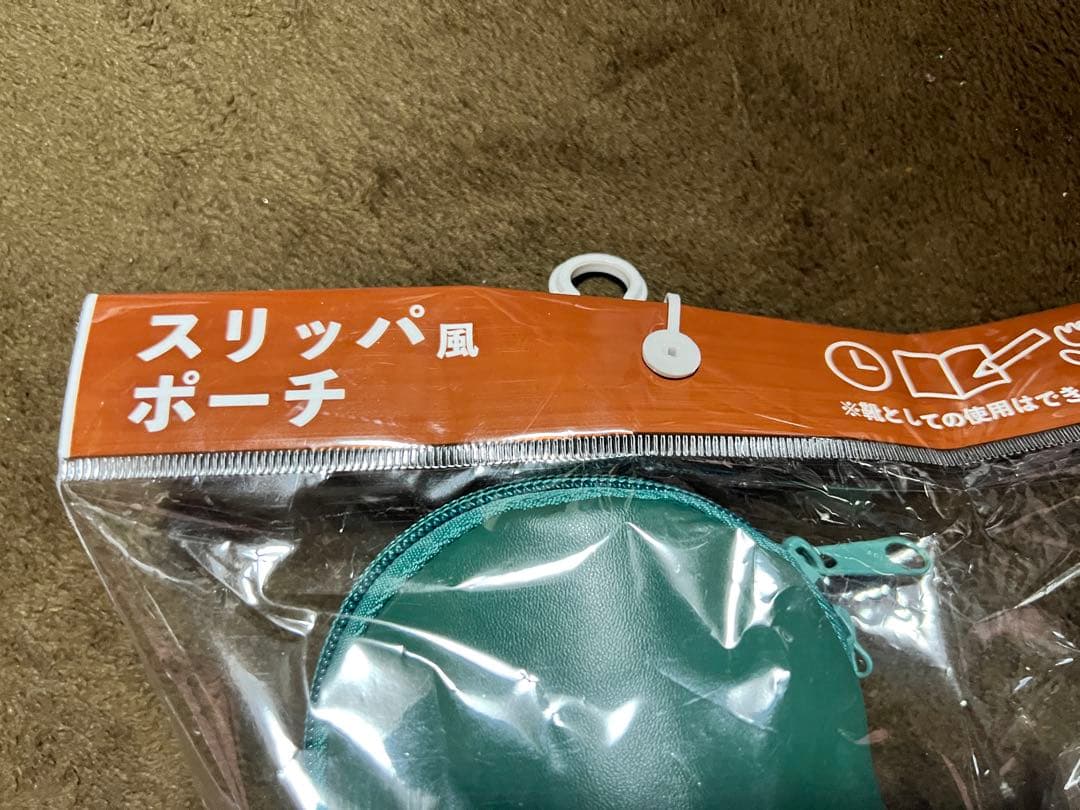 スリッパ風
ポーチ
※靴としての使用はでき